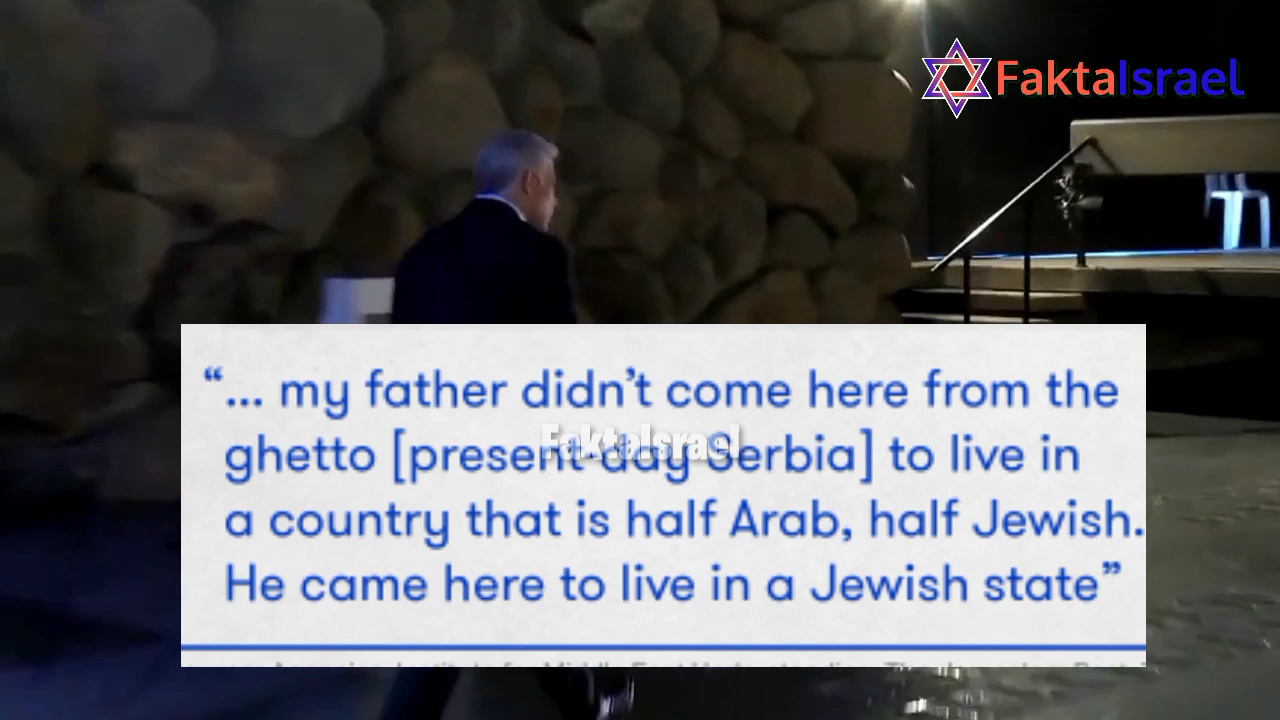 FaktaIsrael
“... my father didn’t come here from the
ghetto [present-day Serbia] to live in
a country that is half Arab, half Jewish.
He came here to live in a Jewish state”
FaktaIsrael